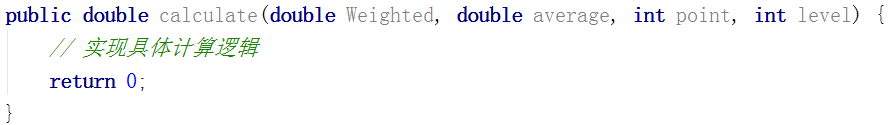 public double calculate(double Weighted, double average, int point, int level) {
    // 实现具体计算逻辑
    return 0;
}